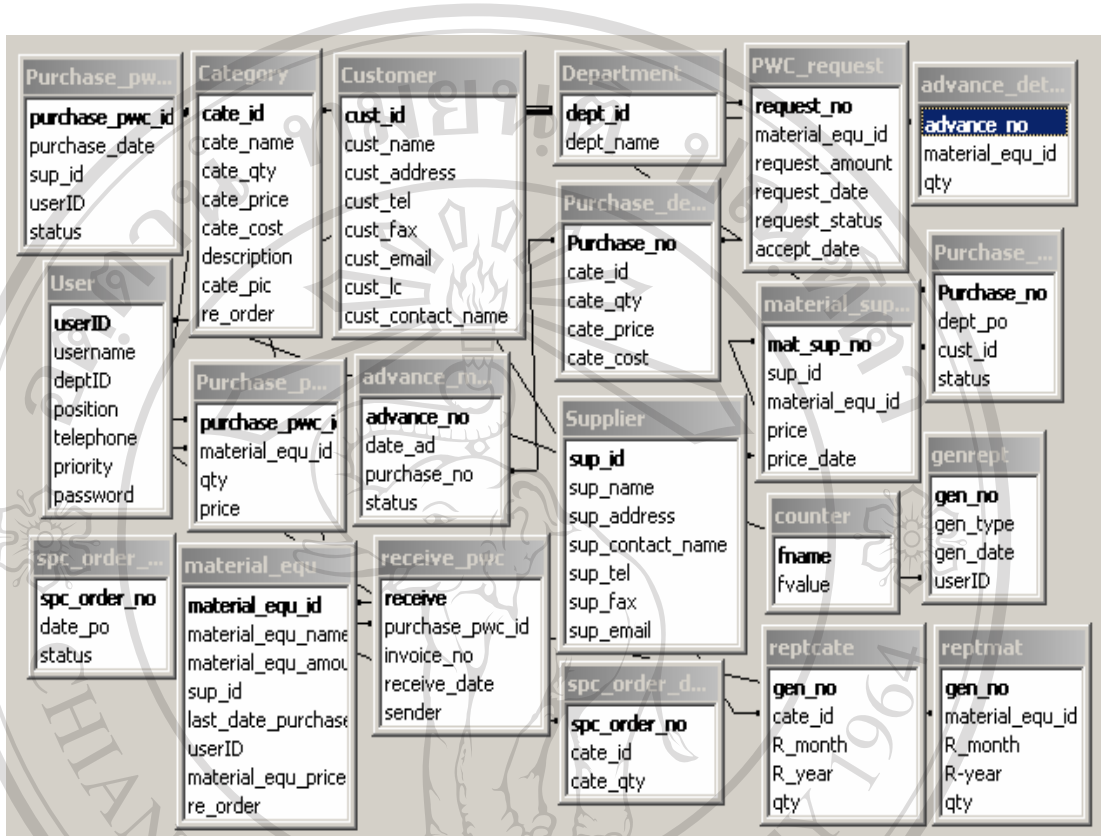 Purchase_pw...
purchase_pwc_id
purchase_date
sup_id
userID
status
Category
cate_id
cate_name
cate_qty
cate_price
cate_cost
description
cate_pic
re_order
Customer
cust_id
cust_name
cust_address
cust_tel
cust_fax
cust_email
cust_lc
cust_contact_name
Department
dept_id
dept_name
PWC_request
request_no
material_equ_id
request_amount
request_date
request_status
accept_date
advance_det...
advance_no
material_equ_id
qty
User
userID
username
deptID
position
telephone
priority
password
Purchase_p...
purchase_pwc_i
material_equ_id
qty
price
advance_m...
advance_no
date_ad
purchase_no
status
Purchase_de...
Purchase_no
cate_id
cate_qty
cate_price
cate_cost
material_sup...
mat_sup_no
sup_id
material_equ_id
price
price_date
Purchase_...
Purchase_no
dept_po
cust_id
status
Supplier
sup_id
sup_name
sup_address
sup_contact_name
sup_tel
sup_fax
sup_email
counter
fname
fvalue
genrept
gen_no
gen_type
gen_date
userID
spc_order_...
spc_order_no
date_po
status
material_equ
material_equ_id
material_equ_name
material_equ_amou
sup_id
last_date_purchase
userID
material_equ_price
re_order
receive_pwc
receive
purchase_pwc_id
invoice_no
receive_date
sender
spc_order_d...
spc_order_no
cate_id
cate_qty
reptcate
gen_no
cate_id
R_month
R_year
qty
reptmat
gen_no
material_equ_id
R_month
R-year
qty
1964